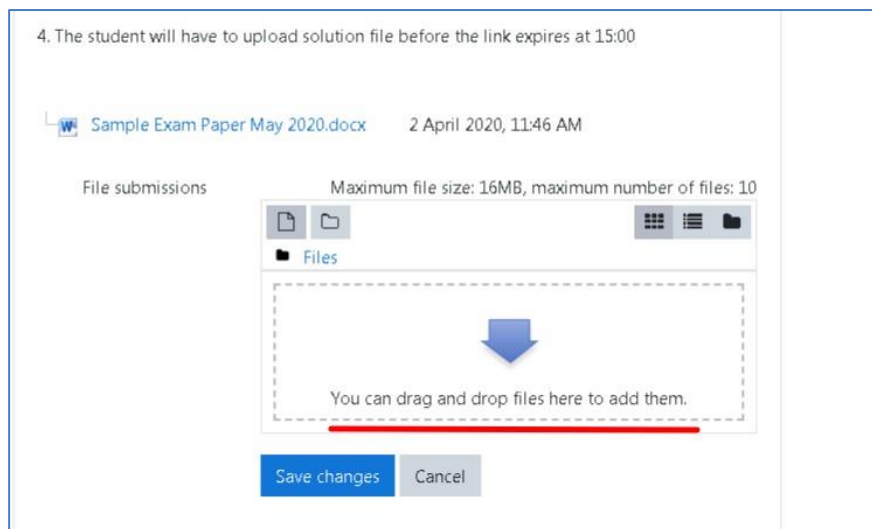 4. The student will have to upload solution file before the link expires at 15:00
Sample Exam Paper May 2020.docx 2 April 2020, 11:46 AM
File submissions Maximum file size: 16MB, maximum number of files: 10
Files
You can drag and drop files here to add them.
Save changes Cancel